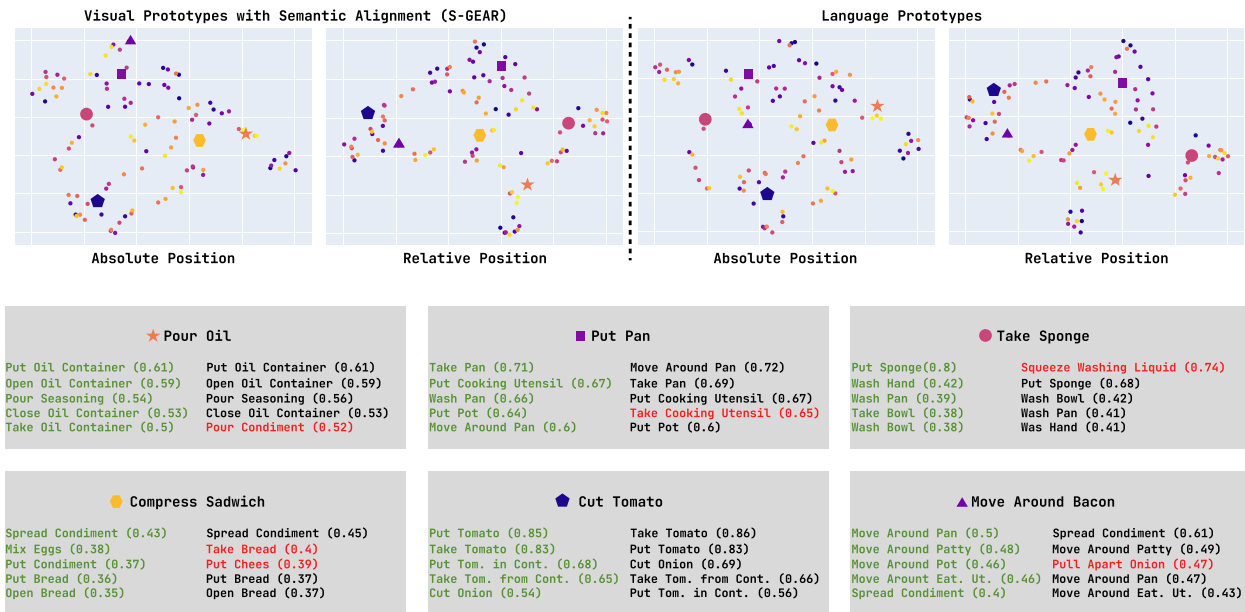 Visual Prototypes with Semantic Alignment (S-GEAR)
Language Prototypes
Absolute Position
Relative Position
Absolute Position
Relative Position
Pour Oil
Put Oil Container (0.61) Put Oil Container (0.61)
Open Oil Container (0.59) Open Oil Container (0.59)
Pour Seasoning (0.54) Pour Seasoning (0.56)
Close Oil Container (0.53) Close Oil Container (0.53)
Take Oil Container (0.5) Pour Condiment (0.52)
Put Pan
Take Pan (0.71) Move Around Pan (0.72)
Put Cooking Utensil (0.67) Take Pan (0.69)
Wash Pan (0.66) Put Cooking Utensil (0.67)
Put Pot (0.64) Take Cooking Utensil (0.65)
Move Around Pan (0.6) Put Pot (0.6)
Take Sponge
Put Sponge(0.8) Squeeze Washing Liquid (0.74)
Wash Hand (0.42) Put Sponge (0.68)
Wash Pan (0.39) Wash Bowl (0.42)
Take Bowl (0.38) Wash Pan (0.41)
Wash Bowl (0.38) Was Hand (0.41)
Compress Sadwich
Spread Condiment (0.43) Spread Condiment (0.45)
Mix Eggs (0.38) Take Bread (0.4)
Put Condiment (0.37) Put Chees (0.39)
Put Bread (0.36) Put Bread (0.37)
Open Bread (0.35) Open Bread (0.37)
Cut Tomato
Put Tomato (0.85) Take Tomato (0.86)
Take Tomato (0.83) Put Tomato (0.83)
Put Tom. in Cont. (0.68) Cut Onion (0.69)
Take Tom. from Cont. (0.65) Take Tom. from Cont. (0.66)
Cut Onion (0.54) Put Tom. in Cont. (0.56)
Move Around Bacon
Move Around Pan (0.5) Spread Condiment (0.61)
Move Around Patty (0.48) Move Around Patty (0.49)
Move Around Pot (0.46) Pull Apart Onion (0.47)
Move Around Eat. Ut. (0.46) Move Around Pan (0.47)
Spread Condiment (0.4) Move Around Eat. Ut. (0.43)